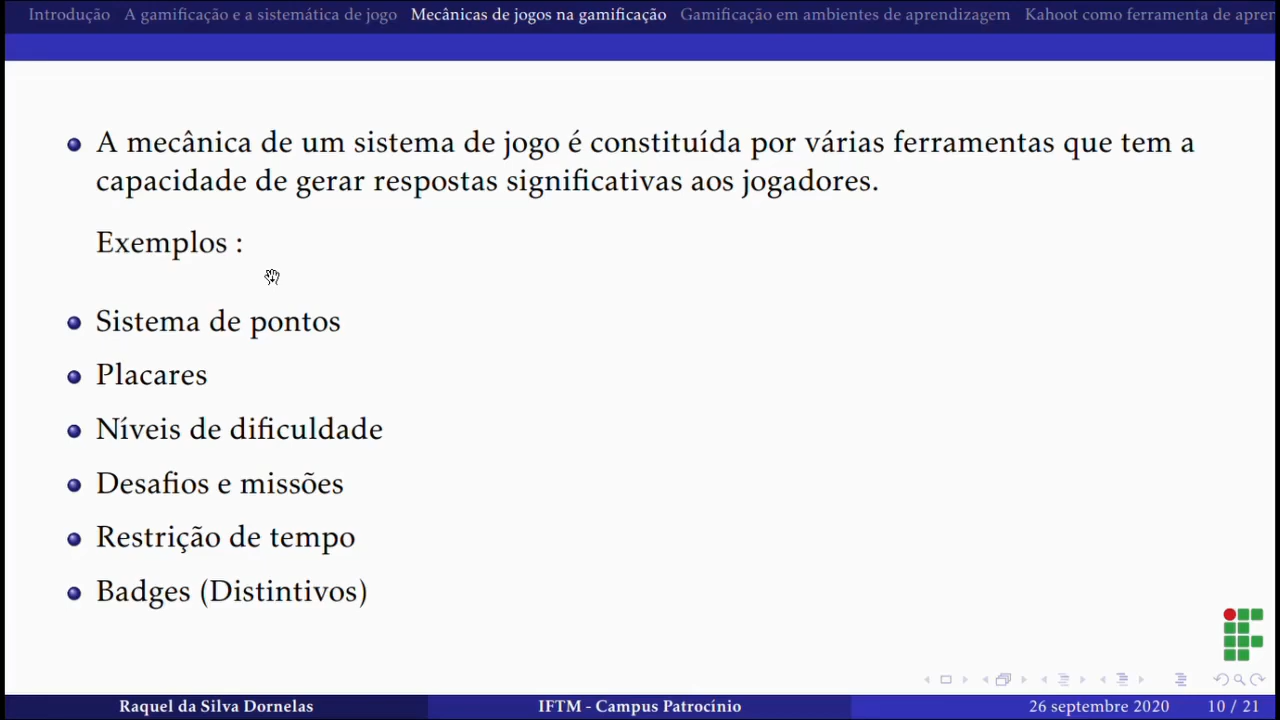 Introdução A gamificação e a sistemática de jogo Mecânicas de jogos na gamificação Gamificação em ambientes de aprendizagem Kahoot como ferramenta de apren
A mecânica de um sistema de jogo é constituída por várias ferramentas que tem a
capacidade de gerar respostas significativas aos jogadores.
Exemplos :
Sistema de pontos
Placares
Níveis de dificuldade
Desafios e missões
Restrição de tempo
Badges (Distintivos)
Raquel da Silva Dornelas IFTM - Campus Patrocínio 26 septembre 2020 10 / 21